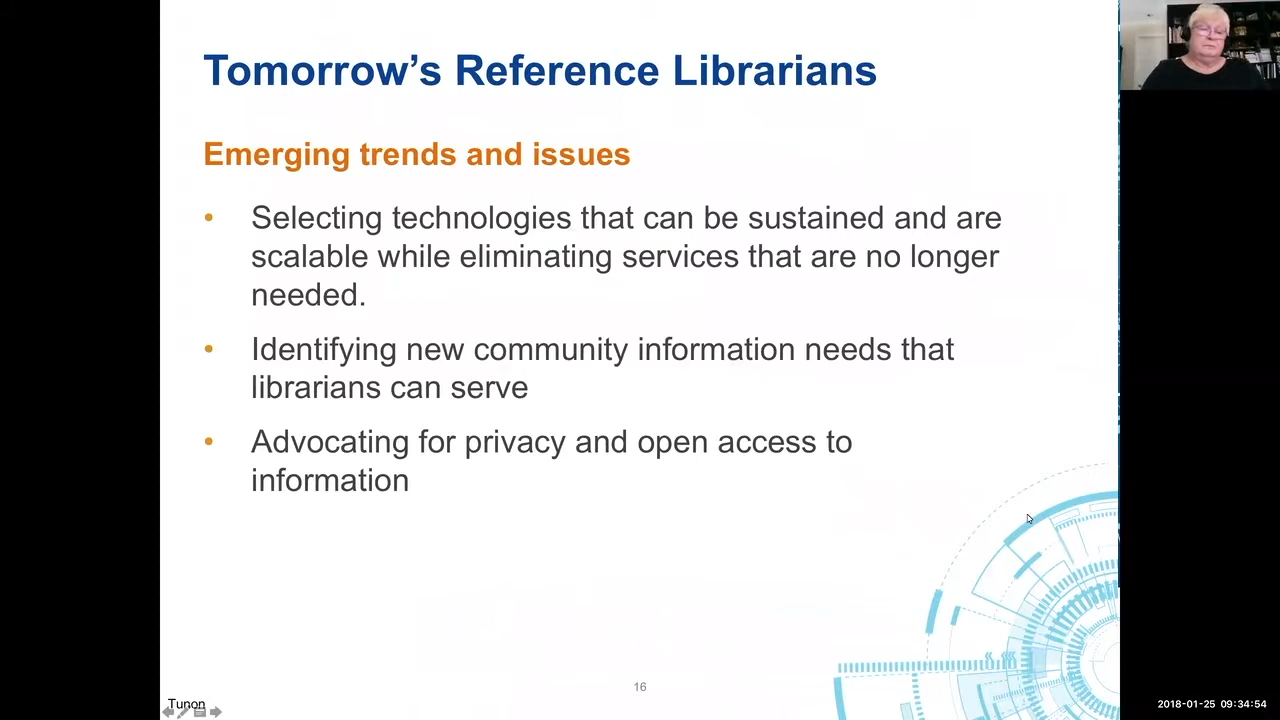 Tomorrow’s Reference Librarians
Emerging trends and issues
• Selecting technologies that can be sustained and are
scalable while eliminating services that are no longer
needed.
• Identifying new community information needs that
librarians can serve
• Advocating for privacy and open access to
information
16
Tunon
2018-01-25 09:34:54